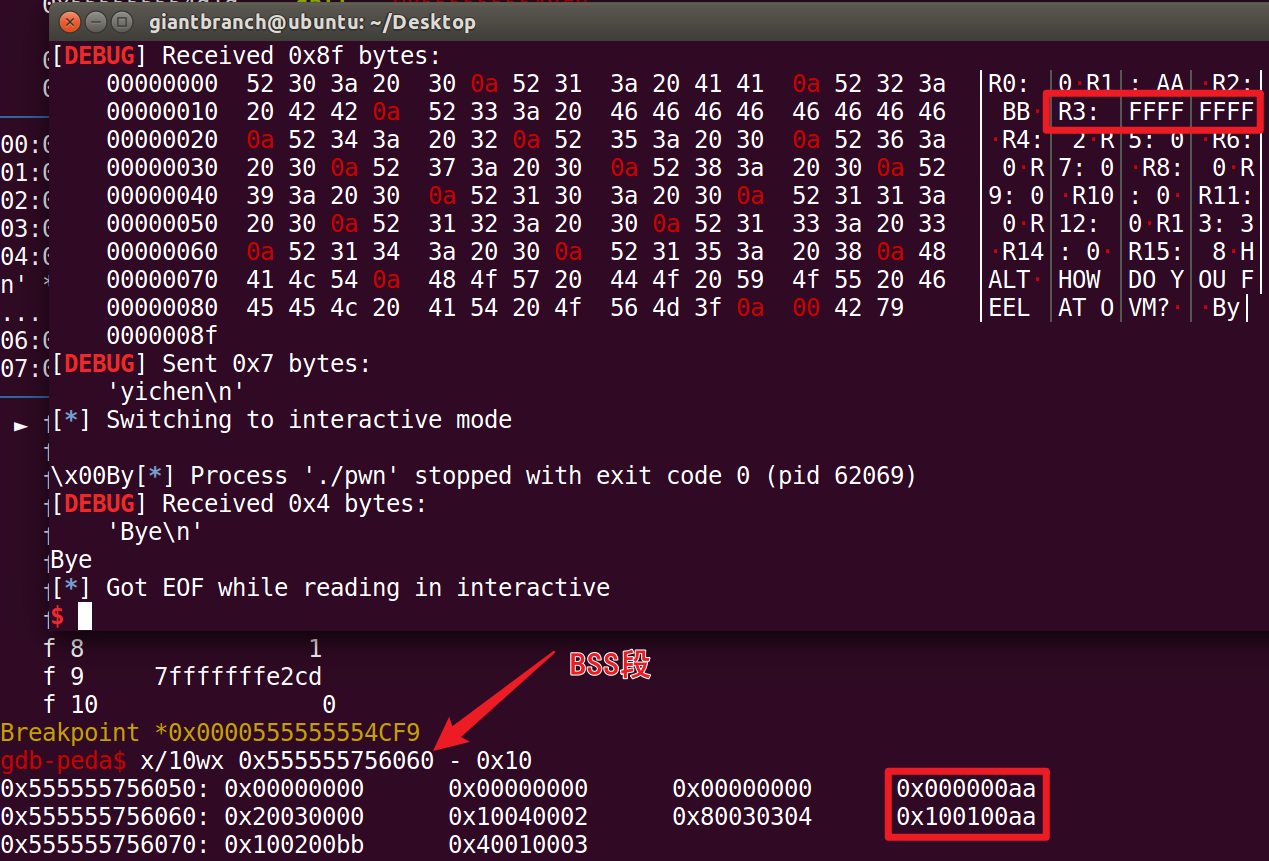 giantbranch@ubuntu: ~/Desktop
[DEBUG] Received 0x8f bytes:
00000000  52 30 3a 20  30 0a 52 31  3a 20 41 41  0a 52 32 3a  │R0: │0·R1│: AA│·R2:│
00000010  20 42 42 0a  52 33 3a 20  46 46 46 46  46 46 46 46  │ BB·│R3: │FFFF│FFFF│
00000020  0a 52 34 3a  20 32 0a 52  35 3a 20 30  0a 52 36 3a  │·R4:│ 2·R│5: 0│·R6:│
00000030  20 30 0a 52  37 3a 20 30  0a 52 38 3a  20 30 0a 52  │ 0·R│7: 0│·R8:│ 0·R│
00000040  39 3a 20 30  0a 52 31 30  3a 20 30 0a  52 31 31 3a  │9: 0│·R10│: 0·│R11:│
00000050  20 30 0a 52  31 32 3a 20  30 0a 52 31  33 3a 20 33  │ 0·R│12: │0·R1│3: 3│
00000060  0a 52 31 34  3a 20 30 0a  52 31 35 3a  20 38 0a 48  │·R14│: 0·│R15:│ 8·H│
00000070  41 4c 54 0a  48 4f 57 20  44 4f 20 59  4f 55 20 46  │ALT·│HOW │DO Y│OU F│
00000080  45 45 4c 20  41 54 20 4f  56 4d 3f 0a  00 42 79  │EEL │AT O│VM?·│·By│
0000008f
00:0
01:0
02:0
03:0
04:0
n' *
...
06:0
07:0
[DEBUG] Sent 0x7 bytes:
'yichen\n'
► f [*] Switching to interactive mode
\x00By[*] Process './pwn' stopped with exit code 0 (pid 62069)
[DEBUG] Received 0x4 bytes:
'Bye\n'
Bye
[*] Got EOF while reading in interactive
$
f 8 1
BSS段
f 9 7fffffffe2cd
f 10 0
Breakpoint *0x0000555555554CF9
gdb-peda$ x/10wx 0x555555756060 - 0x10
0x555555756050: 0x00000000 0x00000000 0x00000000 0x000000aa
0x555555756060: 0x20030000 0x10040002 0x80030304 0x100100aa
0x555555756070: 0x100200bb 0x40010003